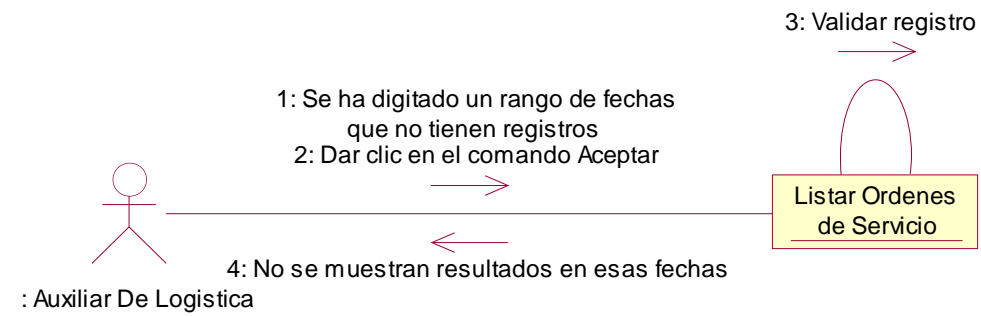 3: Validar registro
1: Se ha digitado un rango de fechas
que no tienen registros
2: Dar clic en el comando Aceptar
Listar Ordenes
de Servicio
4: No se muestran resultados en esas fechas
: Auxiliar De Logistica